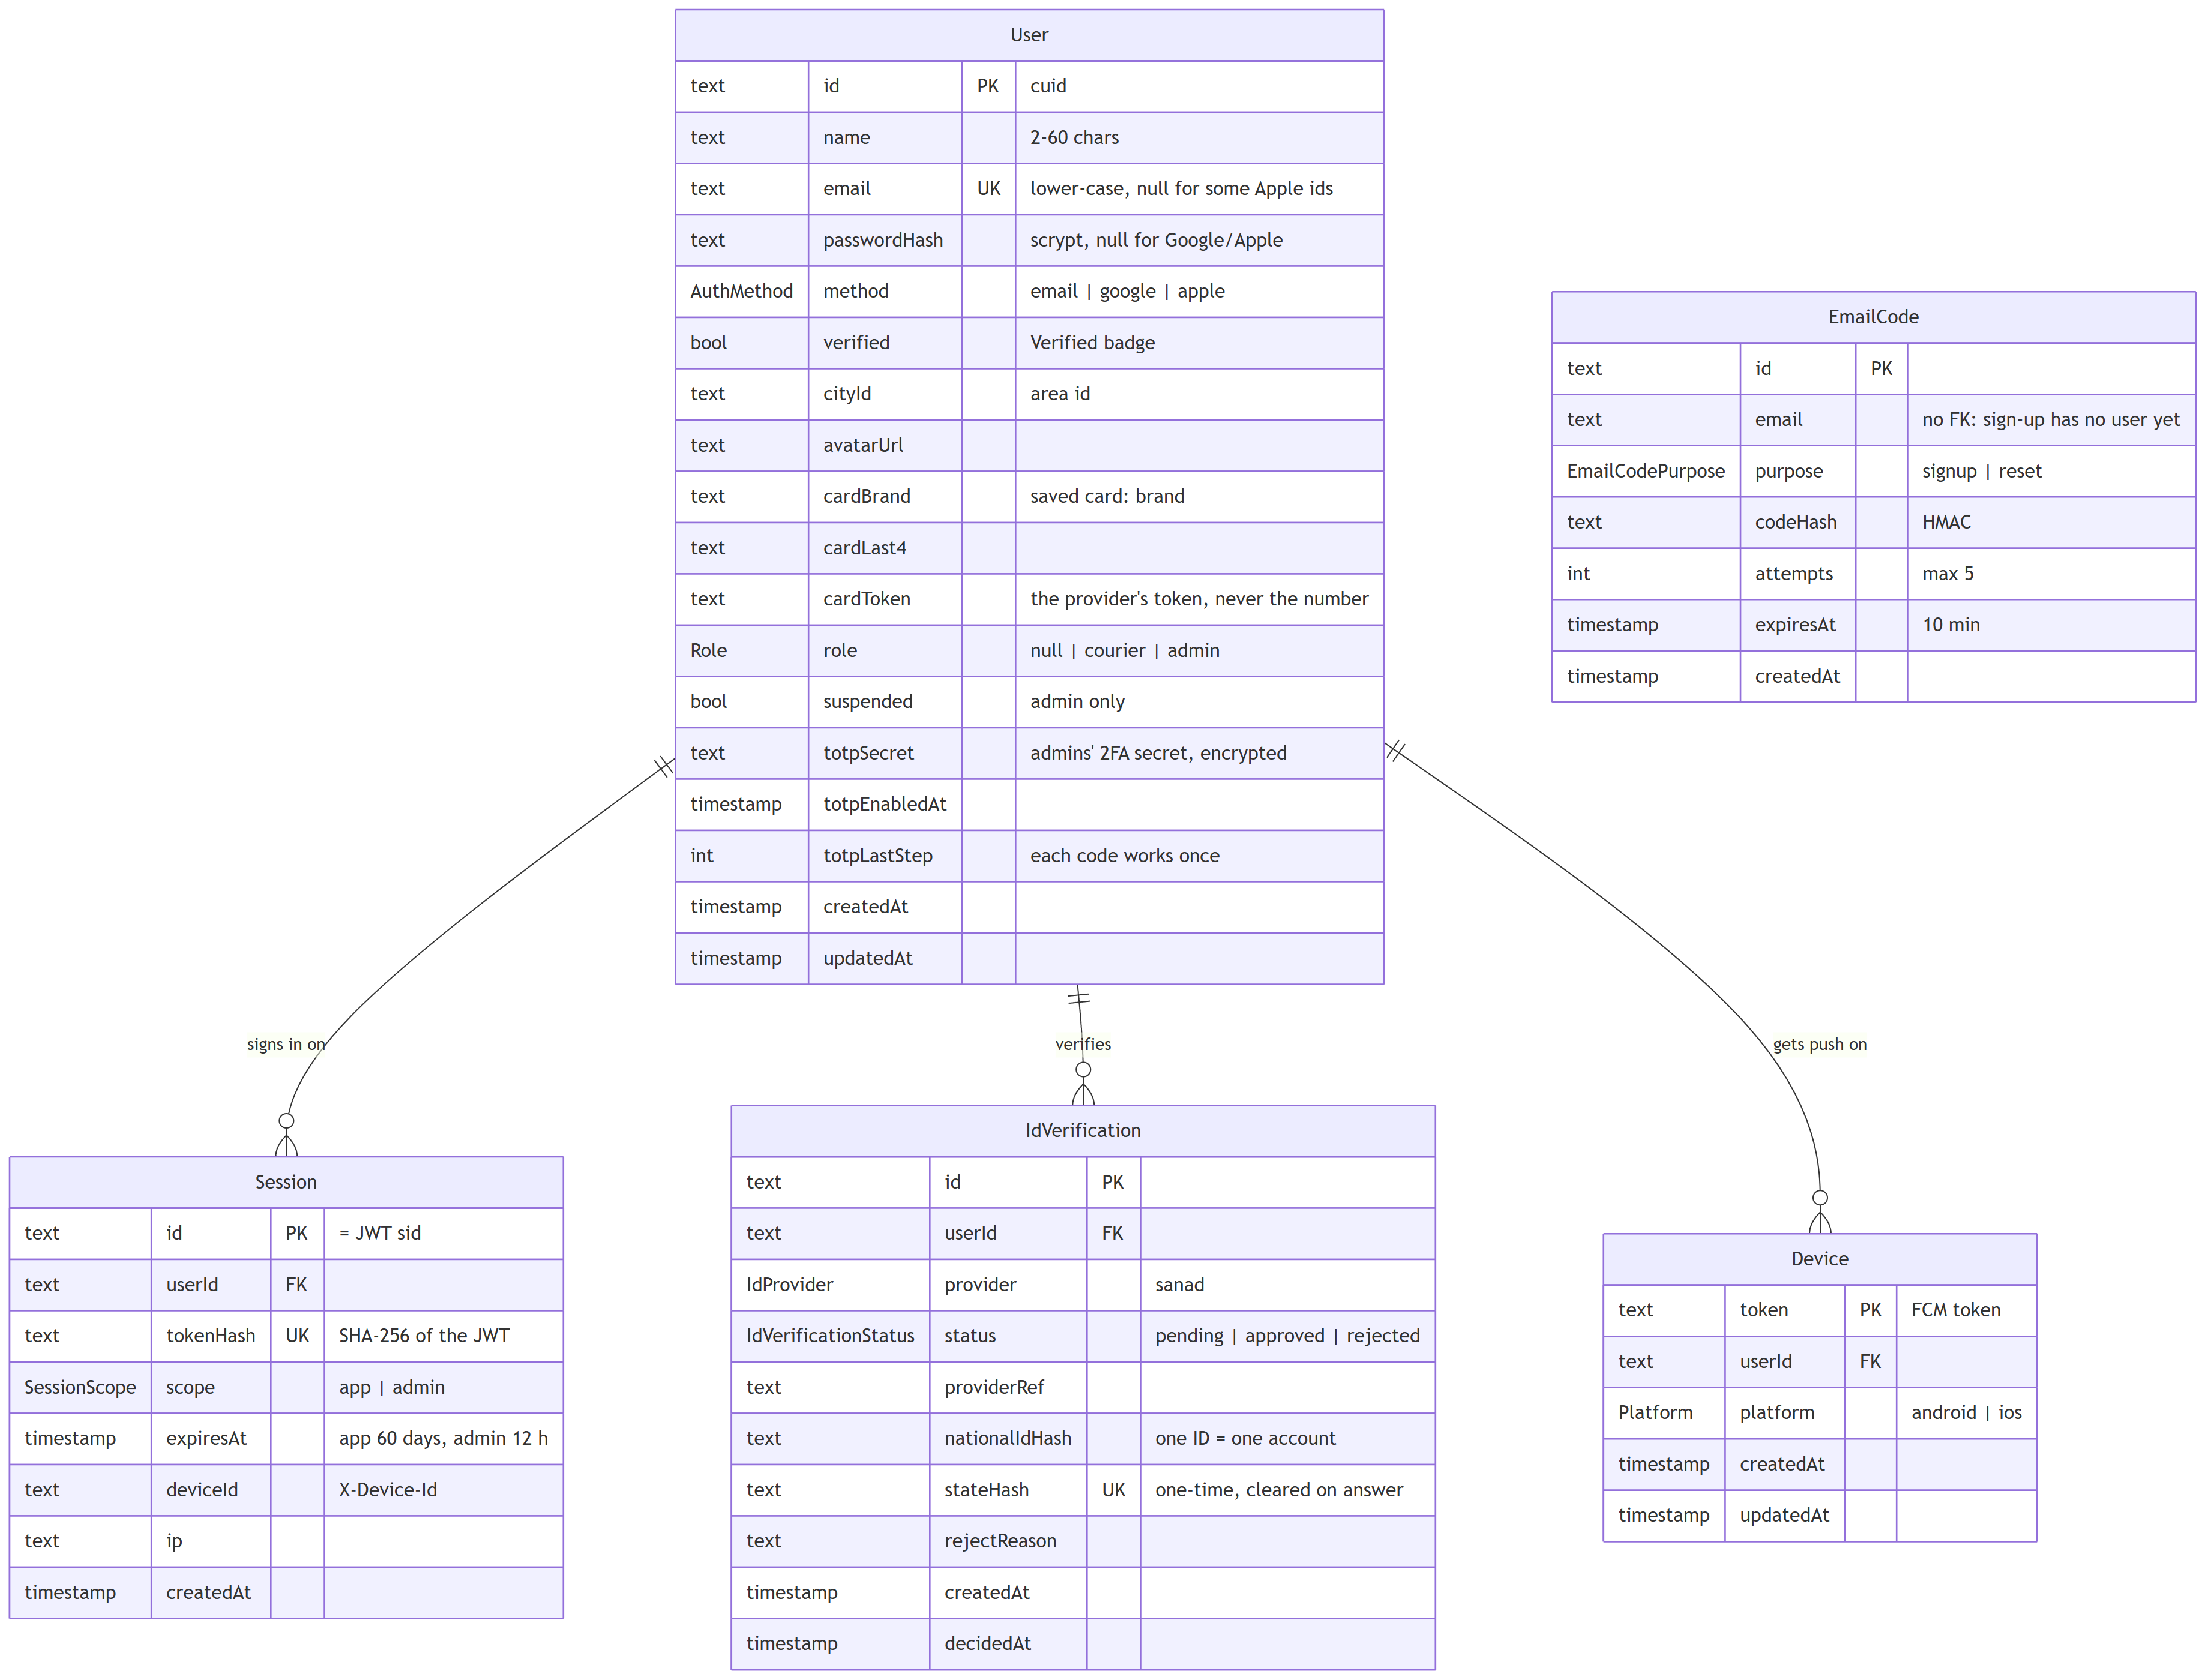 User
text id PK cuid
text name 2-60 chars
text email UK lower-case, null for some Apple ids
text passwordHash scrypt, null for Google/Apple
AuthMethod method email | google | apple
bool verified Verified badge
text cityId area id
text avatarUrl
text cardBrand saved card: brand
text cardLast4
text cardToken the provider's token, never the number
Role role null | courier | admin
bool suspended admin only
text totpSecret admins' 2FA secret, encrypted
timestamp totpEnabledAt
int totpLastStep each code works once
timestamp createdAt
timestamp updatedAt
EmailCode
text id PK
text email no FK: sign-up has no user yet
EmailCodePurpose purpose signup | reset
text codeHash HMAC
int attempts max 5
timestamp expiresAt 10 min
timestamp createdAt
signs in on
verifies
gets push on
Session
text id PK = JWT sid
text userId FK
text tokenHash UK SHA-256 of the JWT
SessionScope scope app | admin
timestamp expiresAt app 60 days, admin 12 h
text deviceId X-Device-Id
text ip
timestamp createdAt
IdVerification
text id PK
text userId FK
IdProvider provider sanad
IdVerificationStatus status pending | approved | rejected
text providerRef
text nationalIdHash one ID = one account
text stateHash UK one-time, cleared on answer
text rejectReason
timestamp createdAt
timestamp decidedAt
Device
text token PK FCM token
text userId FK
Platform platform android | ios
timestamp createdAt
timestamp updatedAt